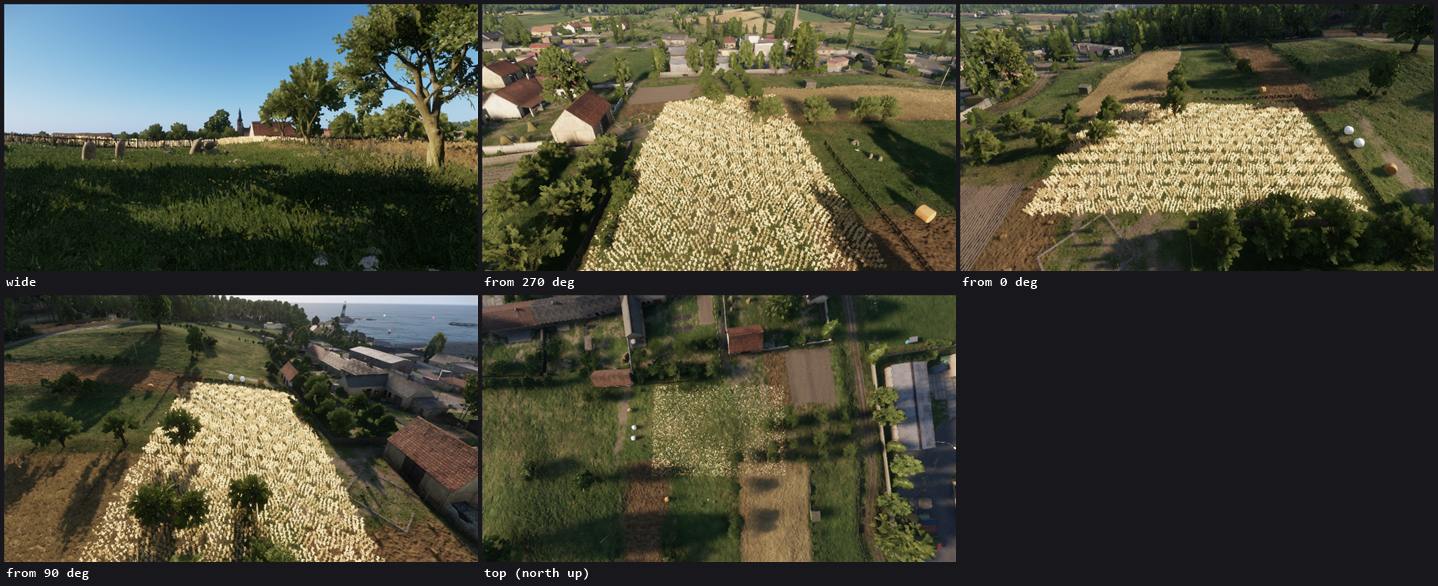 wide
from 270 deg
from 0 deg
from 90 deg
top (north up)